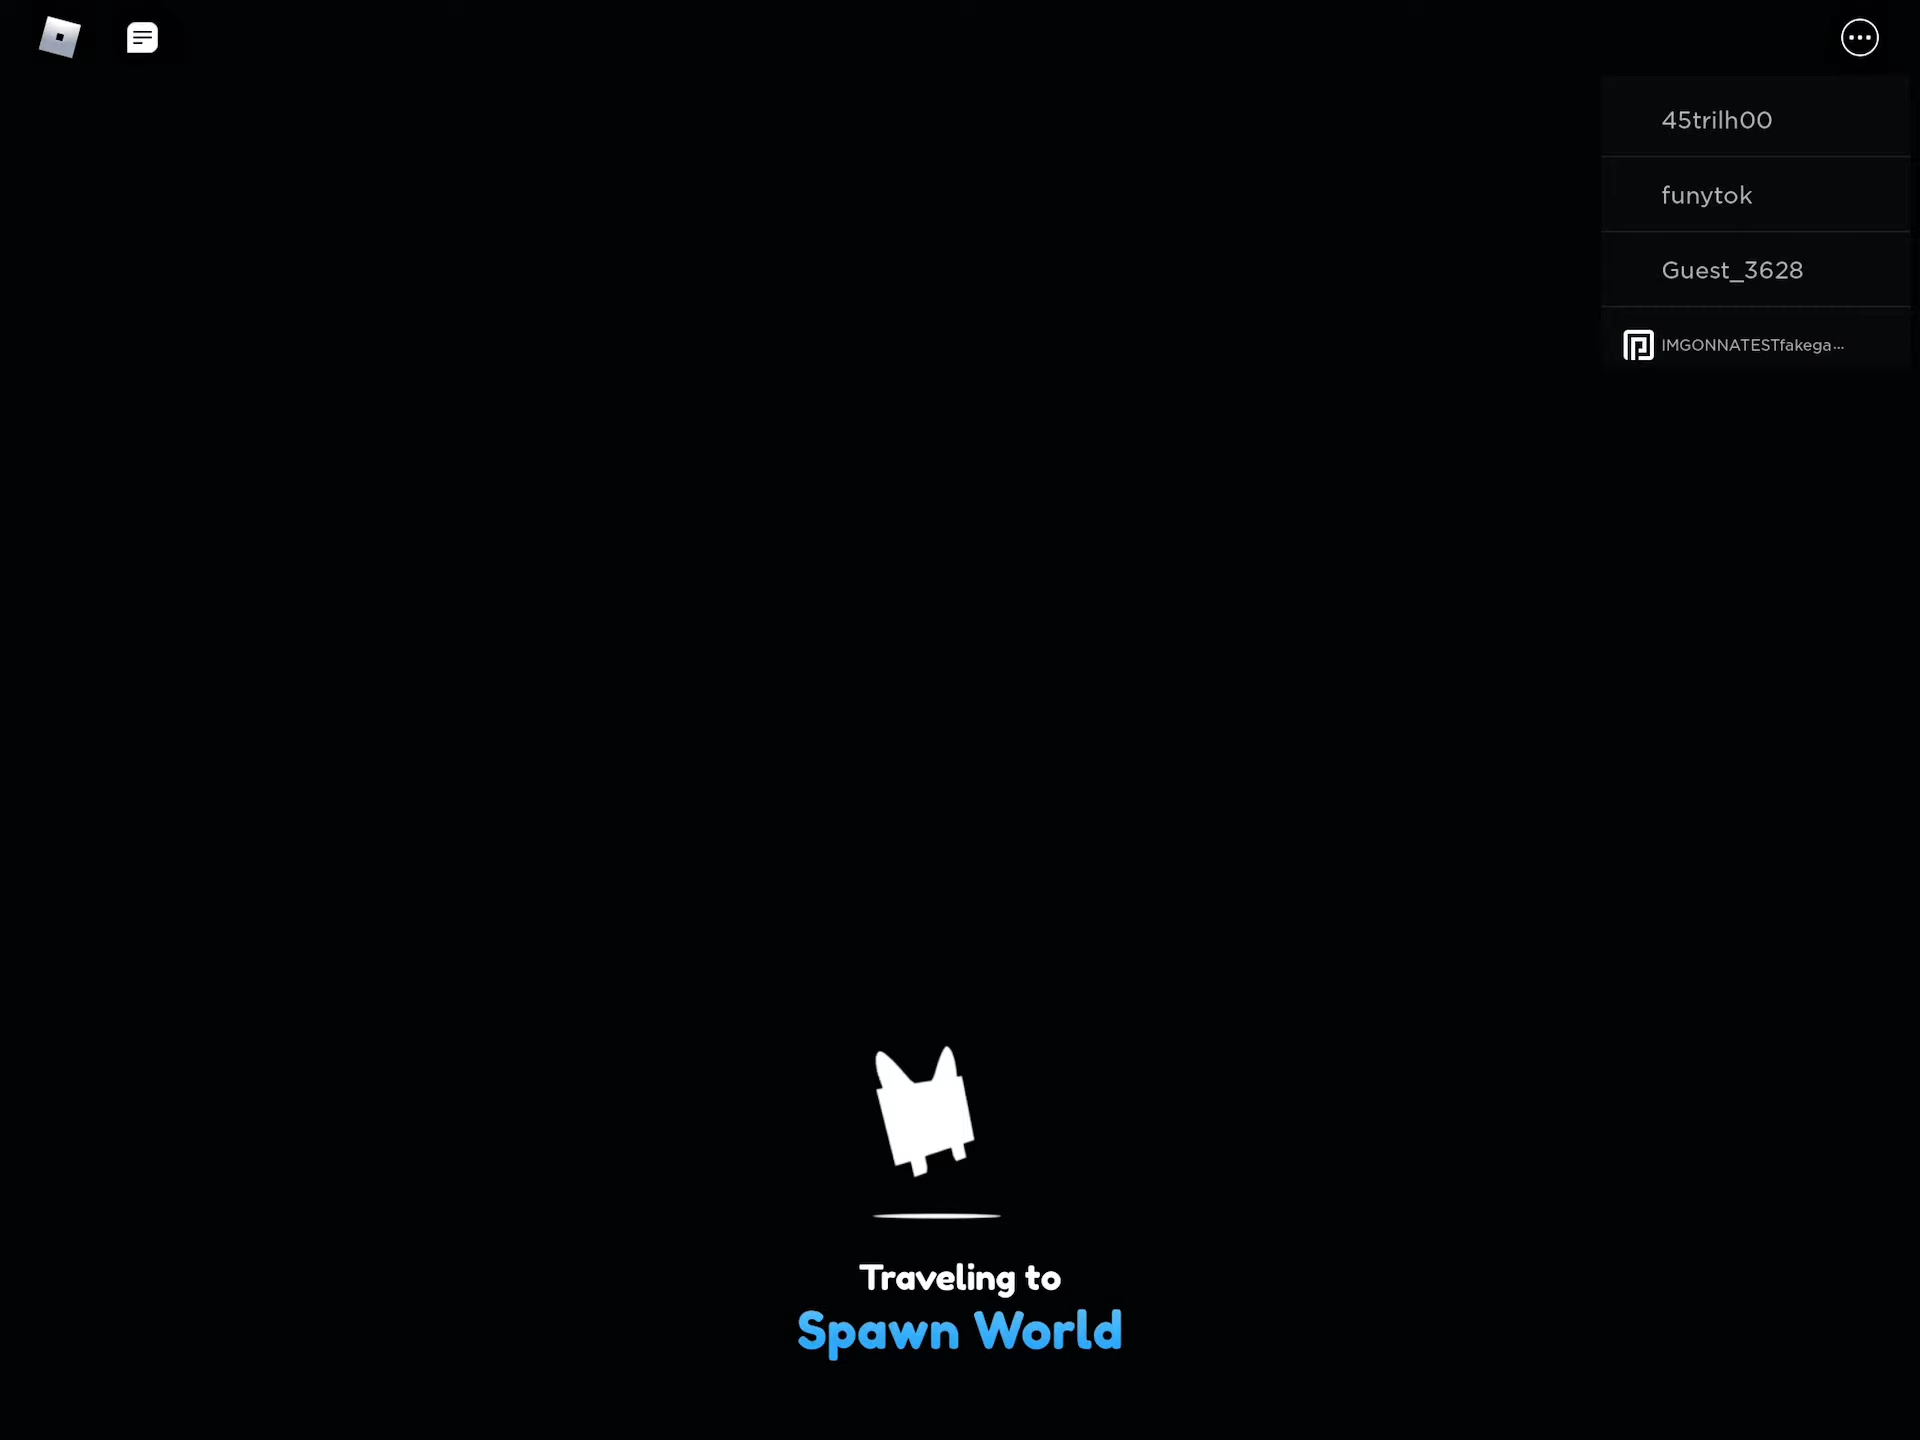 45trilh00
funytok
Guest_3628
IMGONNATESTfakega...
Traveling to
Spawn World